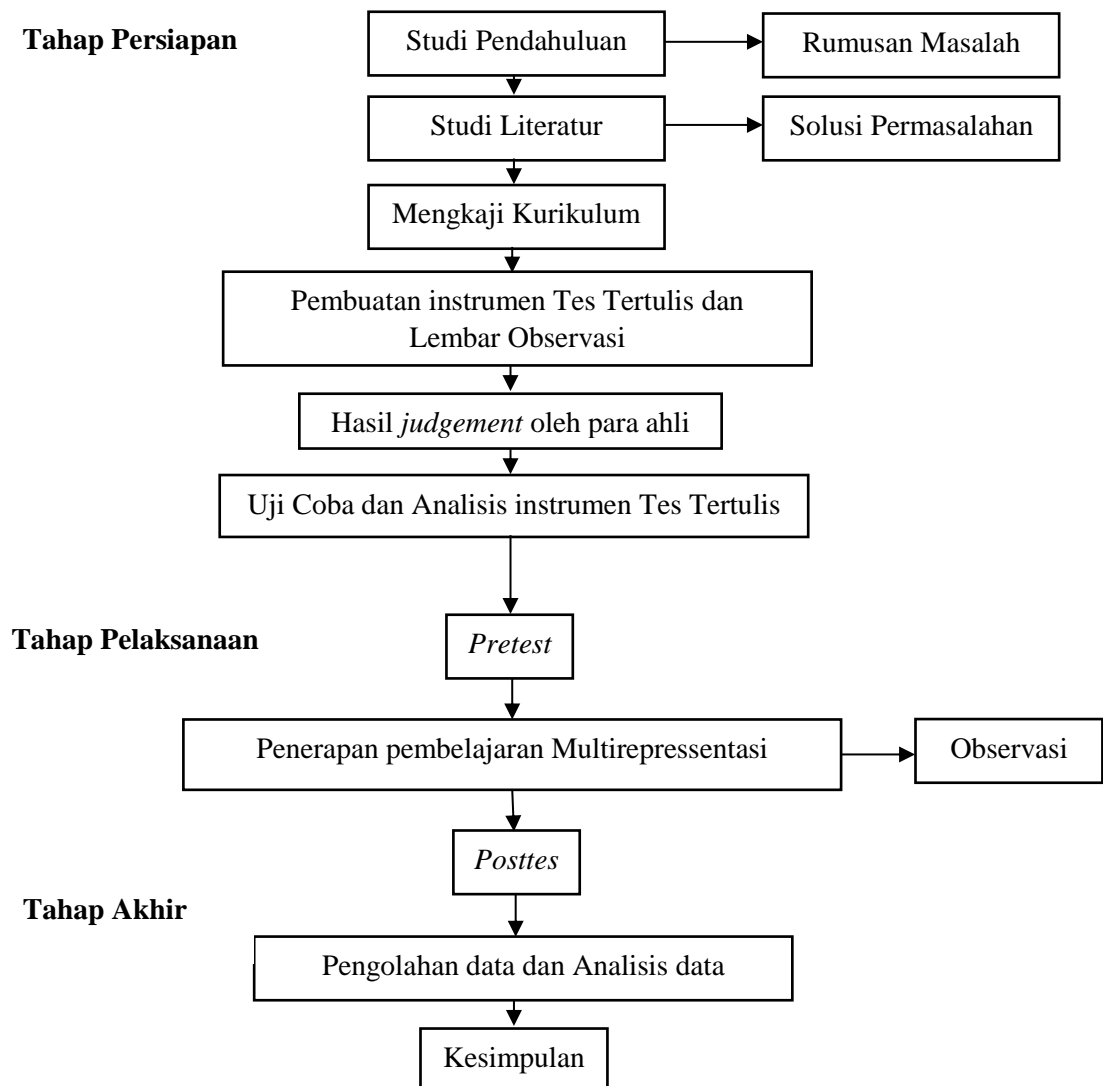 Tahap Persiapan
Studi Pendahuluan
Rumusan Masalah
Studi Literatur
Solusi Permasalahan
Mengkaji Kurikulum
Pembuatan instrumen Tes Tertulis dan
Lembar Observasi
Hasil judgement oleh para ahli
Uji Coba dan Analisis instrumen Tes Tertulis
Tahap Pelaksanaan
Pretest
Penerapan pembelajaran Multirepressentasi
Observasi
Posttes
Tahap Akhir
Pengolahan data dan Analisis data
Kesimpulan